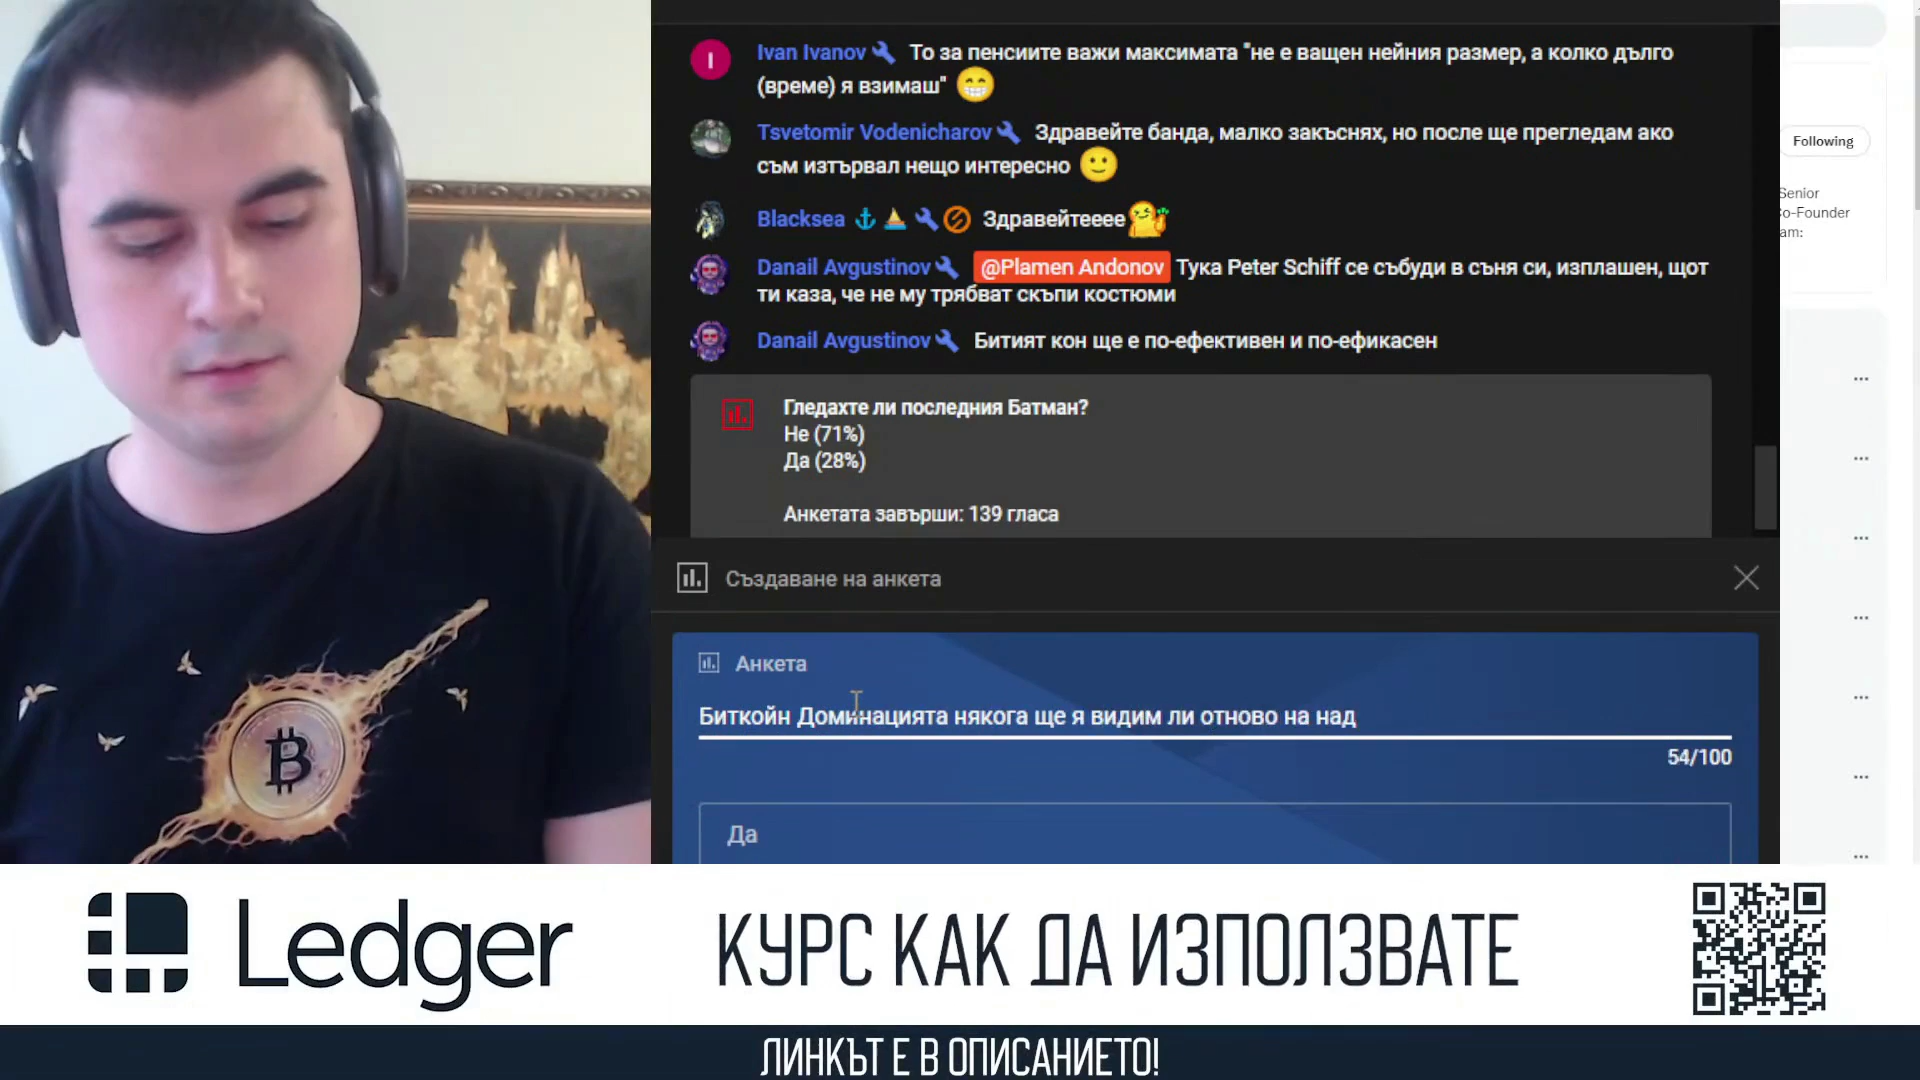 Ivan Ivanov То за пенсиите важи максимата "не е ващен нейния размер, а колко дълго
(време) я взимаш"
Tsvetomir Vodenicharov Здравейте банда, малко закъснях, но после ще прегледам ако
съм изтървал нещо интересно
Blacksea Здравейтееее
Danail Avgustinov @Plamen Andonov Тука Peter Schiff се събуди в съня си, изплашен, щот
ти каза, че не му трябват скъпи костюми
Danail Avgustinov Битият кон ще е по-ефективен и по-ефикасен
Гледахте ли последния Батман?
Не (71%)
Да (28%)
Анкетата завърши: 139 гласа
Създаване на анкета
Анкета
Биткойн Доминацията някога ще я видим ли отново на над
54/100
Да
Following
Senior
Co-Founder
am:
Ledger
КУРС КАК ДА ИЗПОЛЗВАТЕ
ЛИНКЪТ Е В ОПИСАНИЕТО!